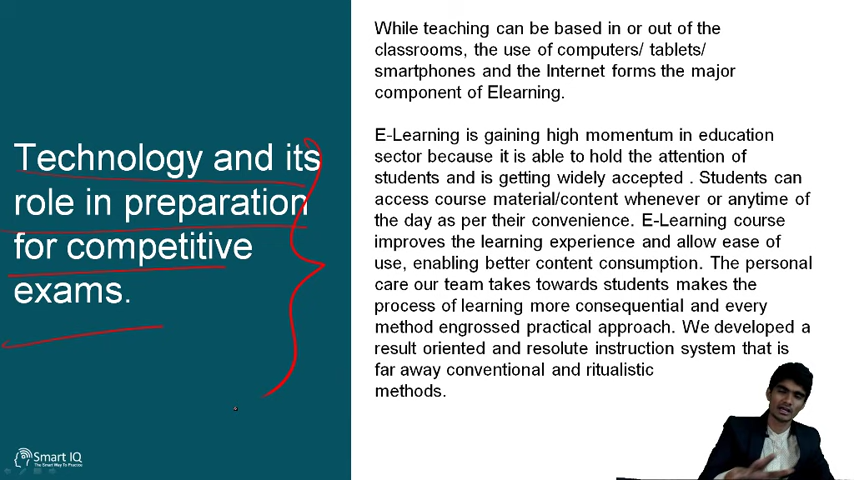 Technology and its
role in preparation
for competitive
exams.
Smart IQ
The Smart Way To Practice
While teaching can be based in or out of the
classrooms, the use of computers/ tablets/
smartphones and the Internet forms the major
component of Elearning.
E-Learning is gaining high momentum in education
sector because it is able to hold the attention of
students and is getting widely accepted . Students can
access course material/content whenever or anytime of
the day as per their convenience. E-Learning course
improves the learning experience and allow ease of
use, enabling better content consumption. The personal
care our team takes towards students makes the
process of learning more consequential and every
method engrossed practical approach. We developed a
result oriented and resolute instruction system that is
far away conventional and ritualistic
methods.